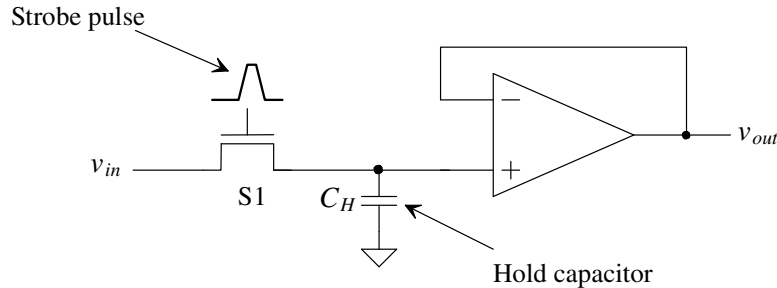 Strobe pulse
v_in
S1
C_H
−
+
v_out
Hold capacitor